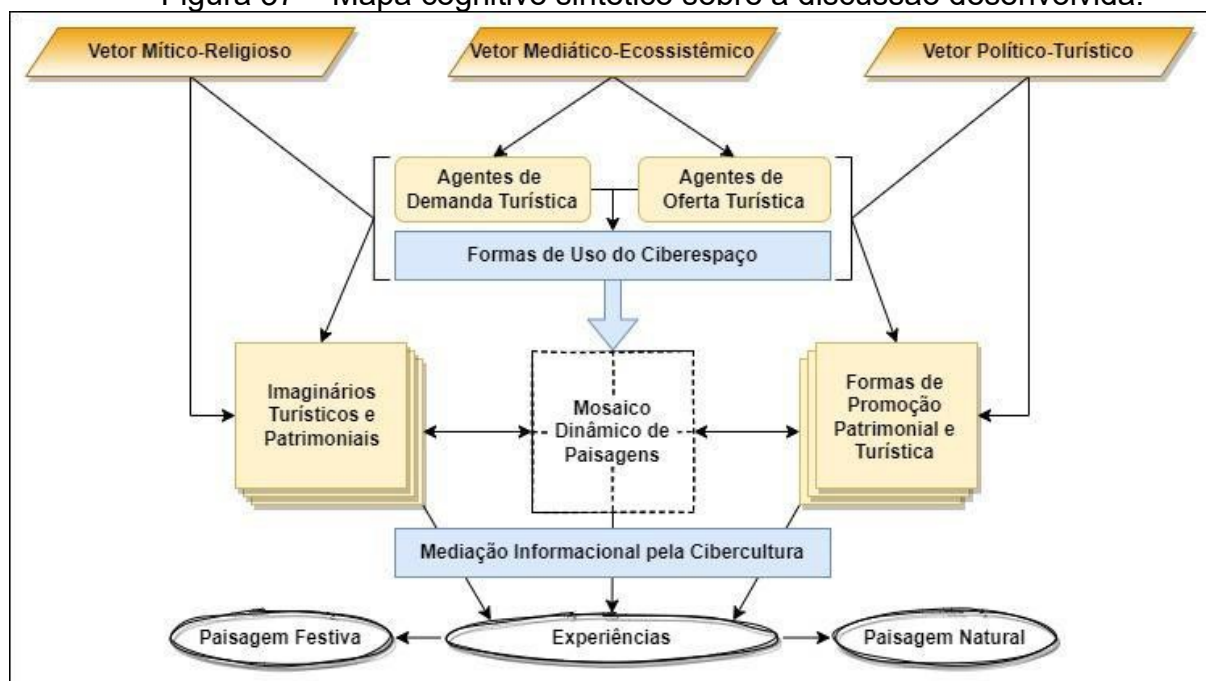 Figura 37 – Mapa cognitivo sintético sobre a discussão desenvolvida.
Vetor Mítico-Religioso
Vetor Mediático-Ecossistêmico
Vetor Político-Turístico
Agentes de
Demanda Turística
Agentes de
Oferta Turística
Formas de Uso do Ciberespaço
Imaginários
Turísticos e
Patrimoniais
Mosaico
Dinâmico de
Paisagens
Formas de
Promoção
Patrimonial e
Turística
Mediação Informacional pela Cibercultura
Paisagem Festiva
Experiências
Paisagem Natural